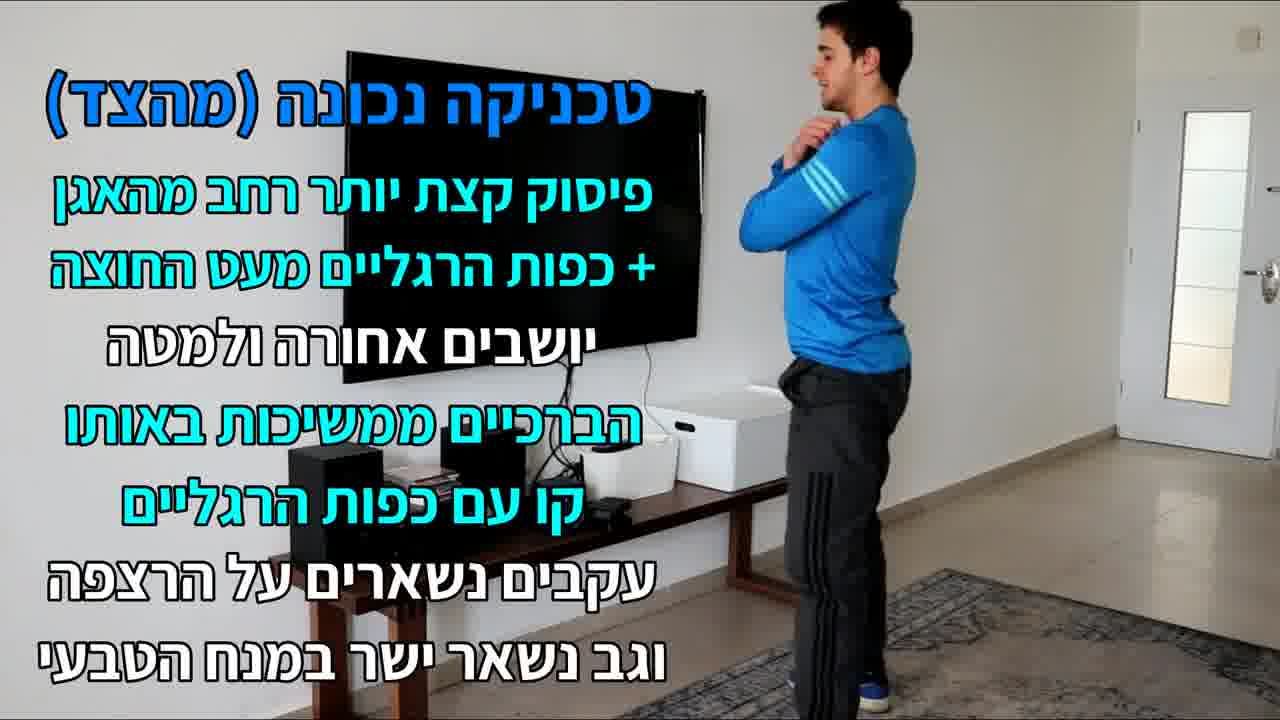 טכניקה נכונה (מהצד)
פיסוק קצת יותר רחב מהאגן
+ כפות הרגליים מעט החוצה
יושבים אחורה ולמטה
הברכיים ממשיכות באותו
קו עם כפות הרגליים
עקבים נשארים על הרצפה
וגב נשאר ישר במנח הטבעי